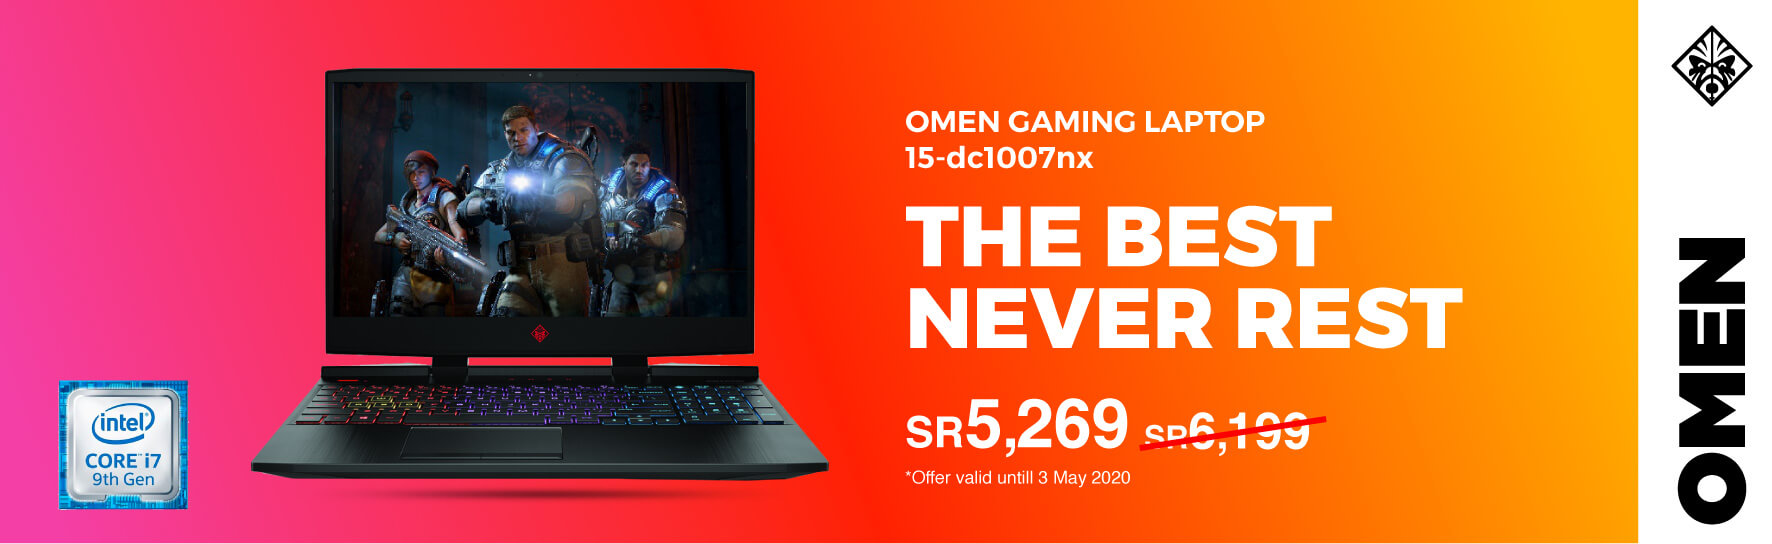 OMEN GAMING LAPTOP
15-dc1007nx
THE BEST
NEVER REST
SR5,269 SR6,199
*Offer valid untill 3 May 2020
intel
CORE™ i7
9th Gen
OMEN